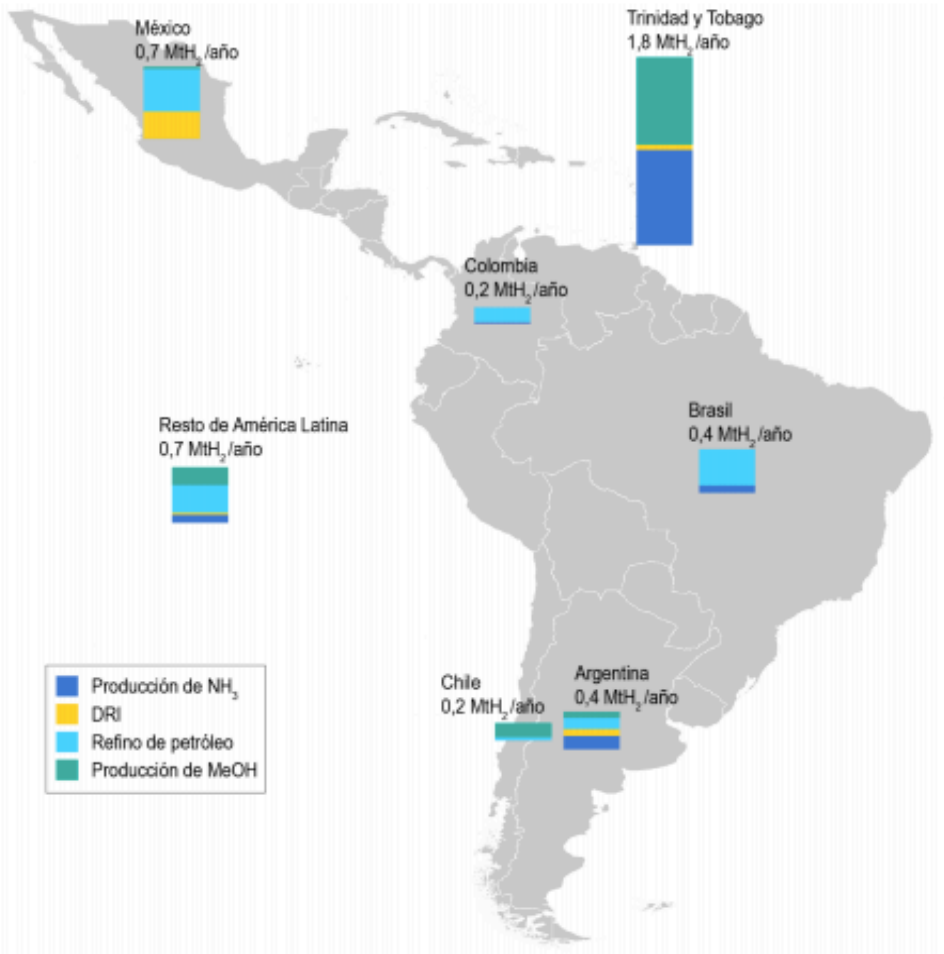 México
0,7 MtH₂/año
Trinidad y Tobago
1,8 MtH₂/año
Colombia
0,2 MtH₂/año
Resto de América Latina
0,7 MtH₂/año
Brasil
0,4 MtH₂/año
Chile
0,2 MtH₂/año
Argentina
0,4 MtH₂/año
Producción de NH₃
DRI
Refino de petróleo
Producción de MeOH